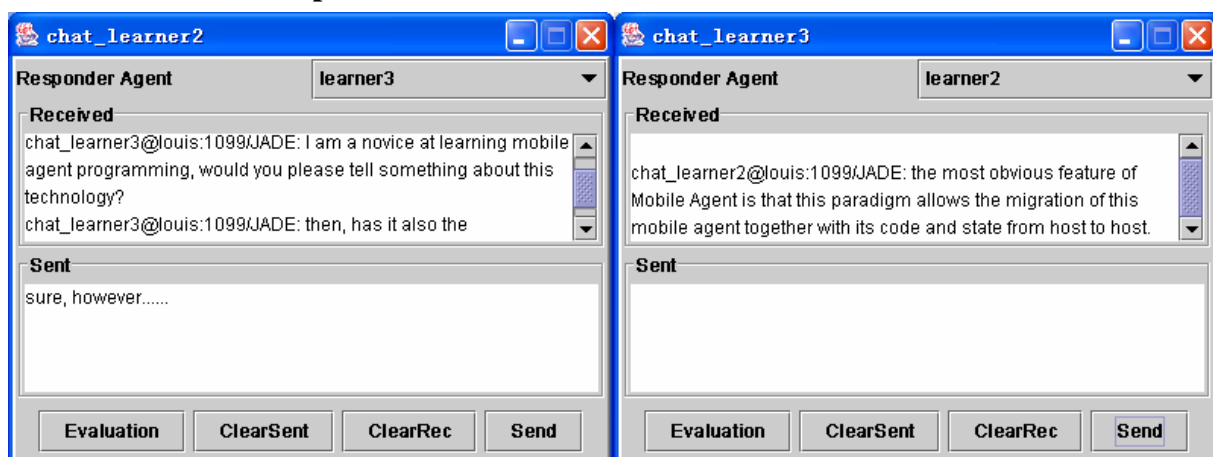 chat_learner2
Responder Agent learner3
Received
chat_learner3@louis:1099/JADE: I am a novice at learning mobile
agent programming, would you please tell something about this
technology?
chat_learner3@louis:1099/JADE: then, has it also the
Sent
sure, however......
Evaluation ClearSent ClearRec Send
chat_learner3
Responder Agent learner2
Received
chat_learner2@louis:1099/JADE: the most obvious feature of
Mobile Agent is that this paradigm allows the migration of this
mobile agent together with its code and state from host to host.
Sent
Evaluation ClearSent ClearRec Send